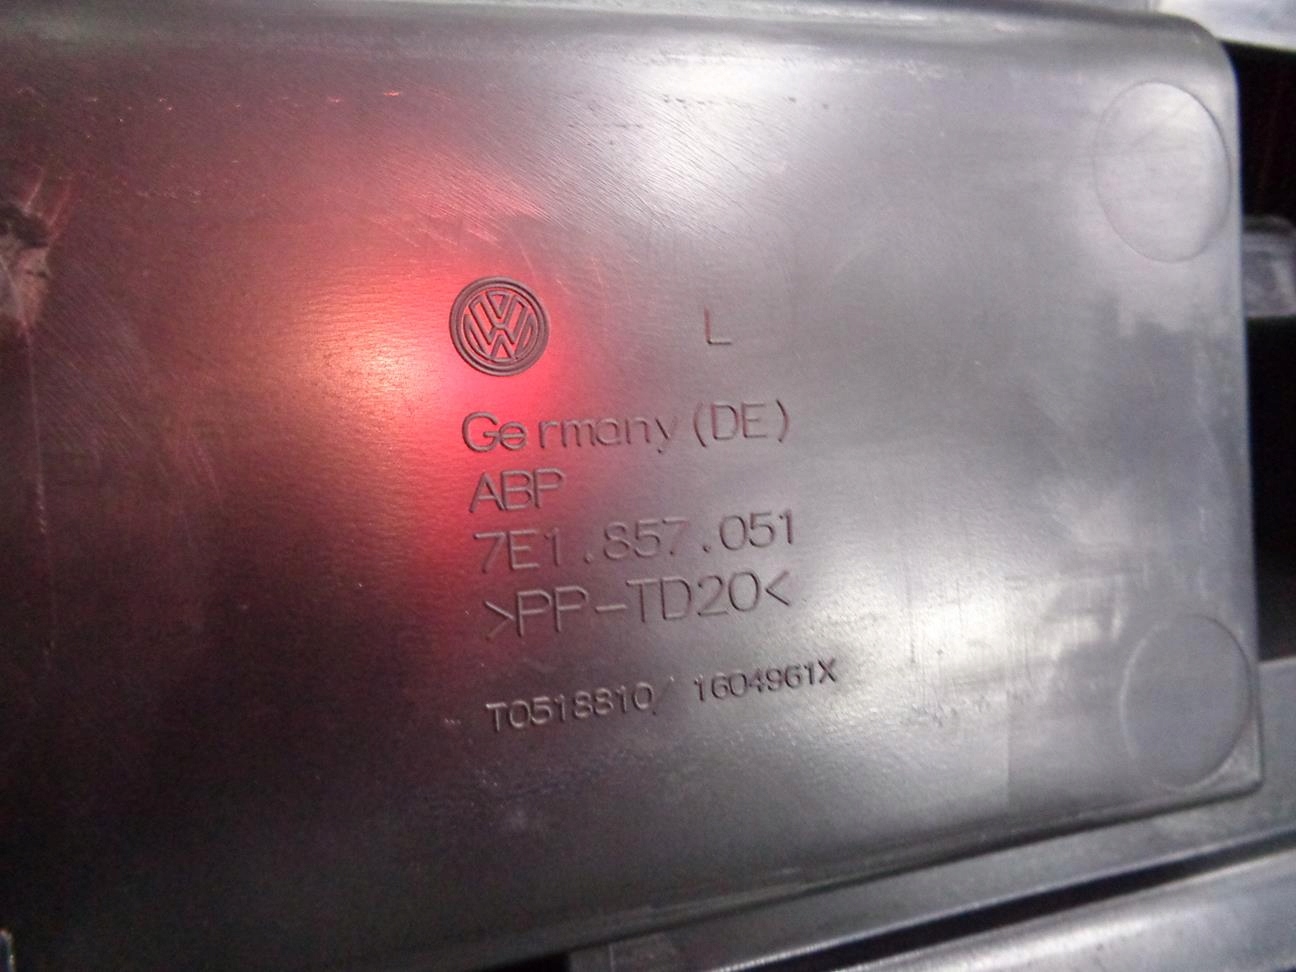 L
Germany (DE)
ABP
7E1.857.051
>PP-TD20<
T0518810/ 1604961X